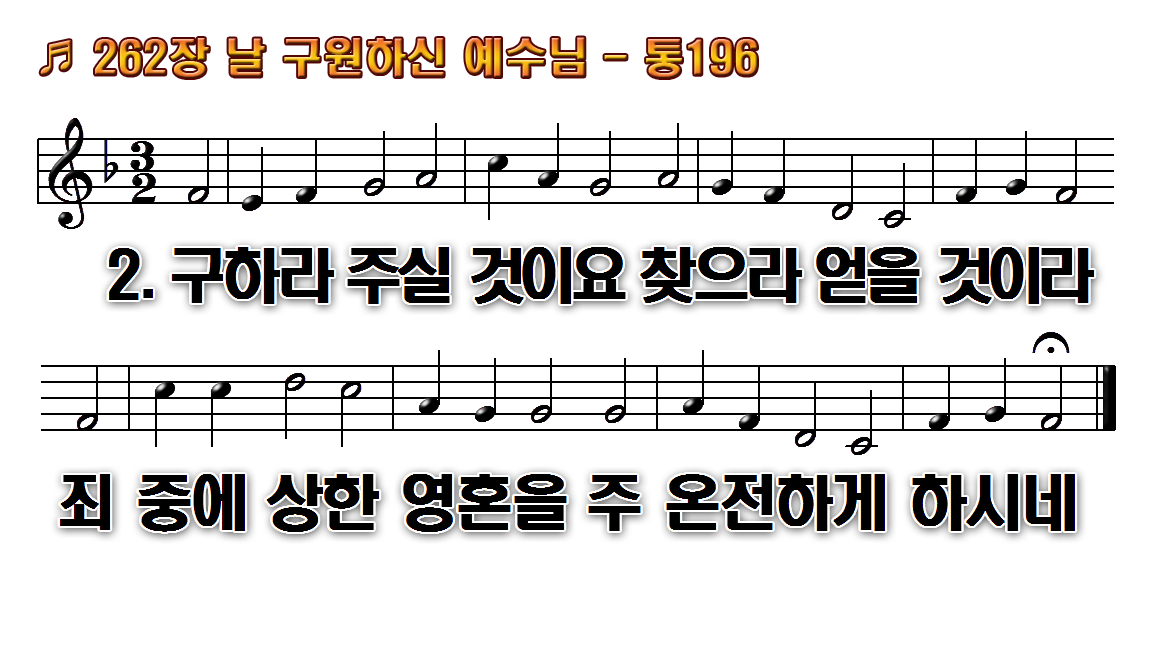 ♬ 262장 날 구원하신 예수님 - 통196
3
2
2. 구하라 주실 것이요 찾으라 얻을 것이라
죄 중에 상한 영혼을 주 온전하게 하시네